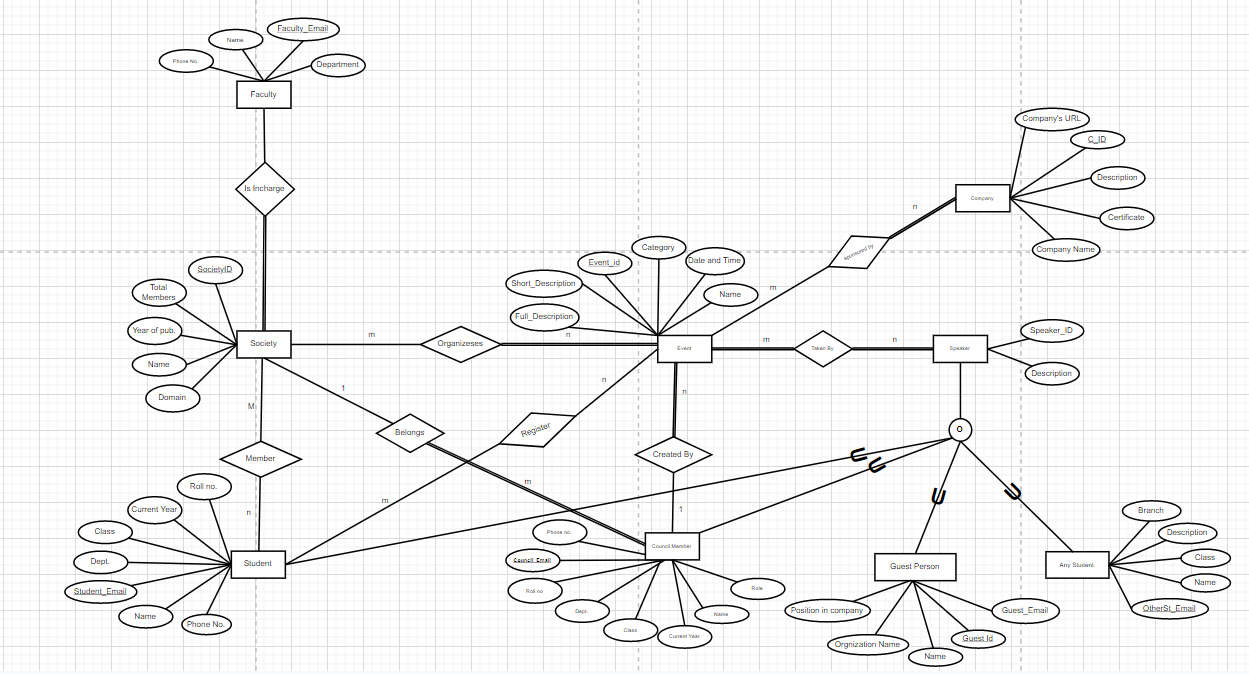 Faculty_Email
Name
Phone No.
Department
Faculty
Is Incharge
Company's URL
C_ID
Description
Certificate
Company Name
Company
n
sponsored by
m
Category
Event_id
Date and Time
Short_Description
Name
Full_Description
Event
SocietyID
Total
Members
Year of pub.
Name
Domain
Society
m
Organizeses
n
m
Taken By
n
Speaker
Speaker_ID
Description
1
Belongs
m
n
Register
m
n
Created By
1
M
Member
n
O
U
U
U
U
Roll no.
Current Year
Class
Dept.
Student_Email
Name
Phone No.
Student
Phone no.
Council_Email
Roll no
Dept.
Class
Current Year
Name
Role
Council Member
Guest Person
Position in company
Orgnization Name
Name
Guest Id
Guest_Email
Any Student
Branch
Description
Class
Name
OtherSt_Email